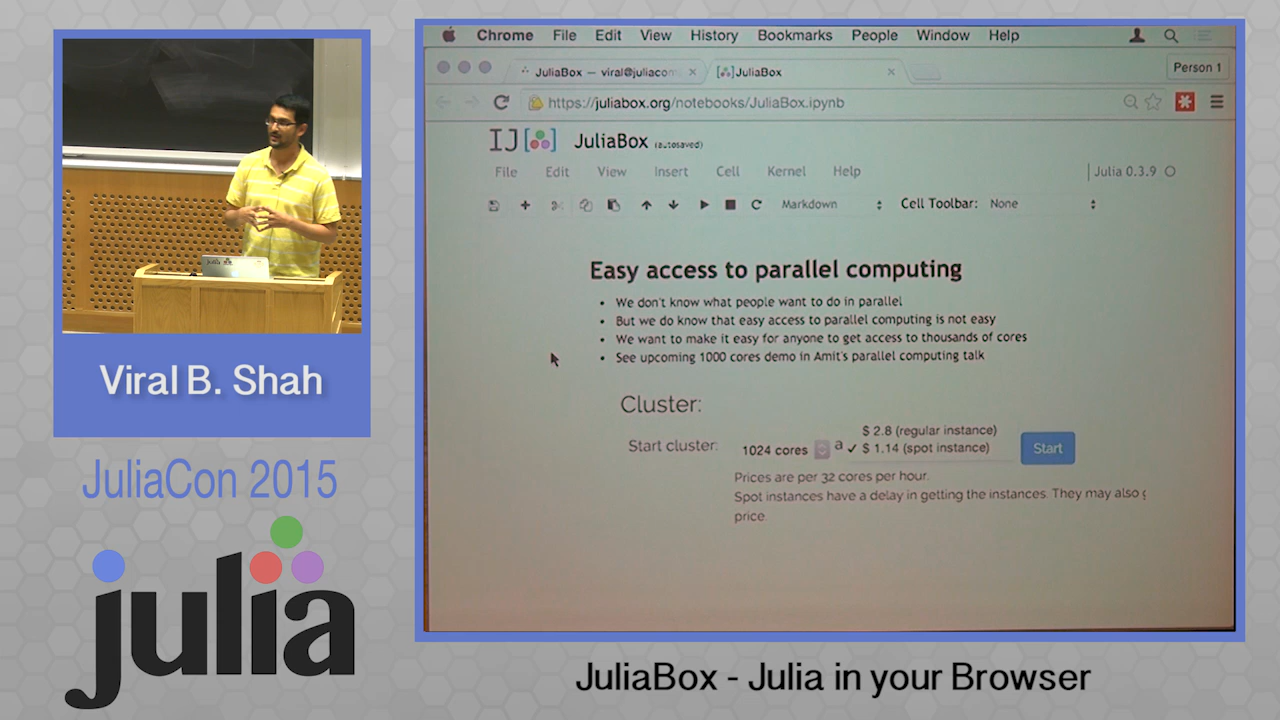 Chrome File Edit View History Bookmarks People Window Help
JuliaBox — viral@juliacom
JuliaBox
Person 1
https://juliabox.org/notebooks/JuliaBox.ipynb
IJ JuliaBox (autosaved)
File Edit View Insert Cell Kernel Help
Julia 0.3.9
Markdown Cell Toolbar: None
Easy access to parallel computing
• We don't know what people want to do in parallel
• But we do know that easy access to parallel computing is not easy
• We want to make it easy for anyone to get access to thousands of cores
• See upcoming 1000 cores demo in Amit's parallel computing talk
Cluster:
$ 2.8 (regular instance)
Start cluster: 1024 cores a ✓ $ 1.14 (spot instance) Start
Prices are per 32 cores per hour.
Spot instances have a delay in getting the instances. They may also
price.
Viral B. Shah
JuliaCon 2015
julia
JuliaBox - Julia in your Browser